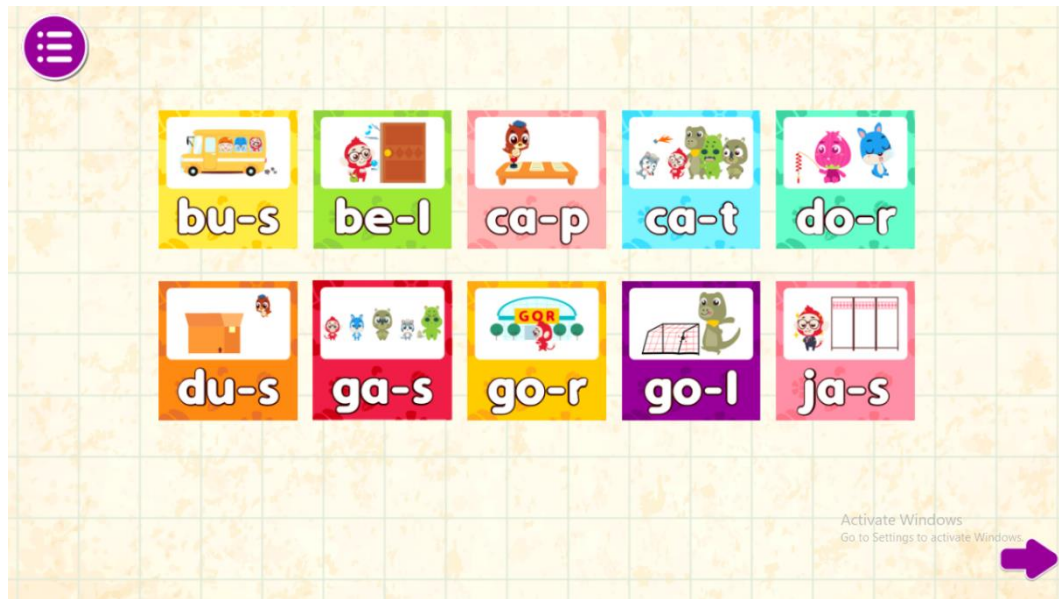 bu-s
be-l
ca-p
ca-t
do-r
GOR
du-s
ga-s
go-r
go-l
ja-s
Activate Windows
Go to Settings to activate Windows.